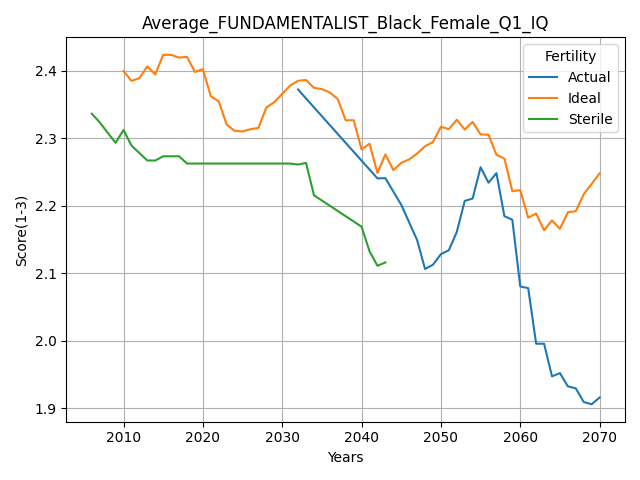 Average_FUNDAMENTALIST_Black_Female_Q1_IQ
Fertility
Actual
Ideal
Sterile
Score(1-3)
2.4
2.3
2.2
2.1
2.0
1.9
2010 2020 2030 2040 2050 2060 2070
Years